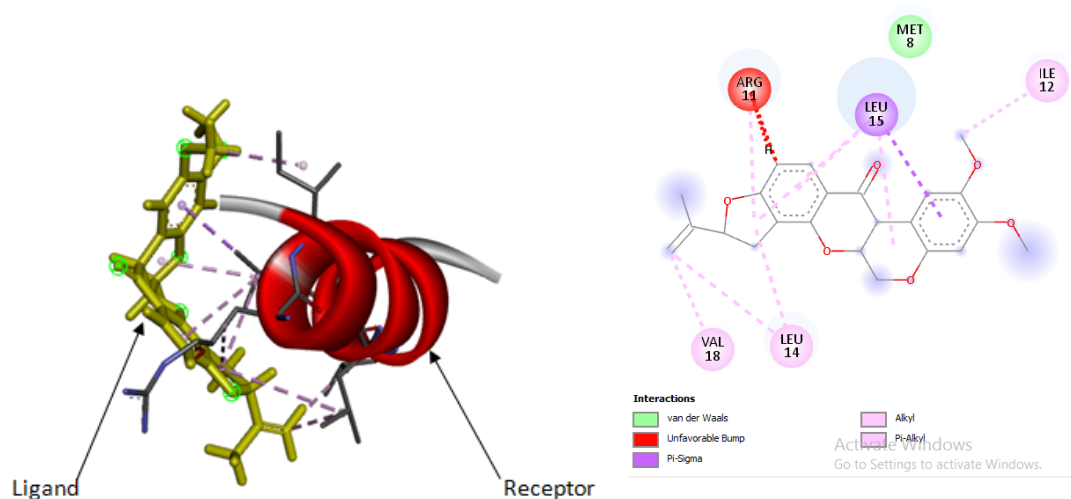 MET
8
ILE
12
ARG
11
LEU
15
H
O
O
O
O
O
O
VAL
18
LEU
14
Interactions
van der Waals
Unfavorable Bump
Pi-Sigma
Alkyl
Pi-Alkyl
Activate Windows
Go to Settings to activate Windows.
Ligand
Receptor